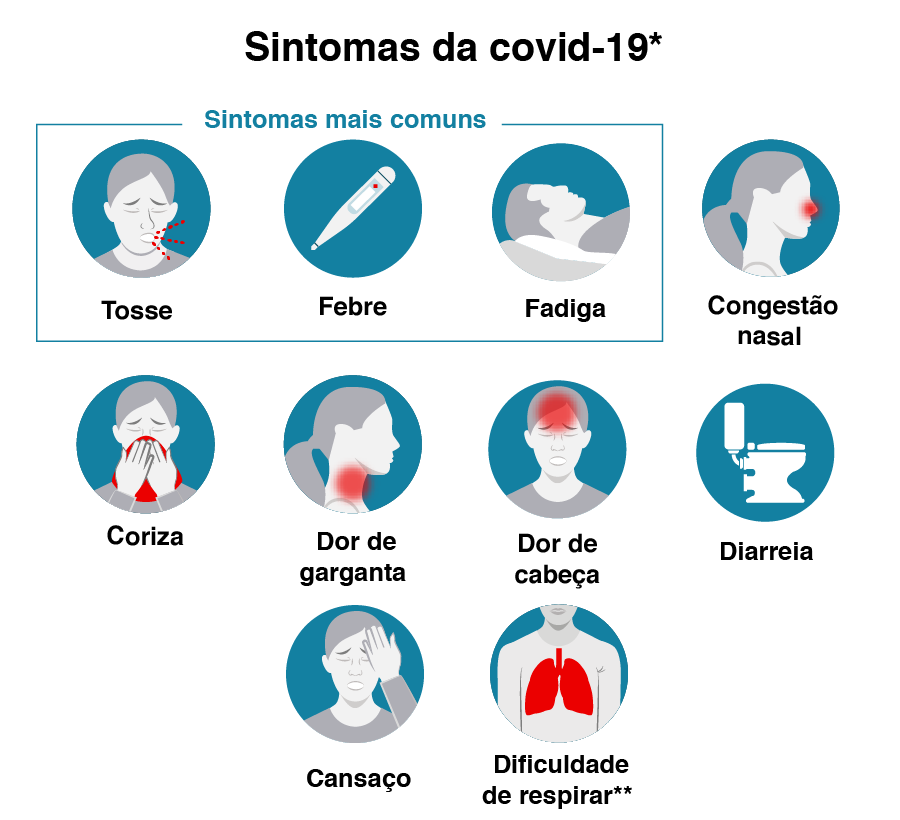 Sintomas da covid-19*
Sintomas mais comuns
Tosse
Febre
Fadiga
Congestão
nasal
Coriza
Dor de
garganta
Dor de
cabeça
Diarreia
Cansaço
Dificuldade
de respirar**